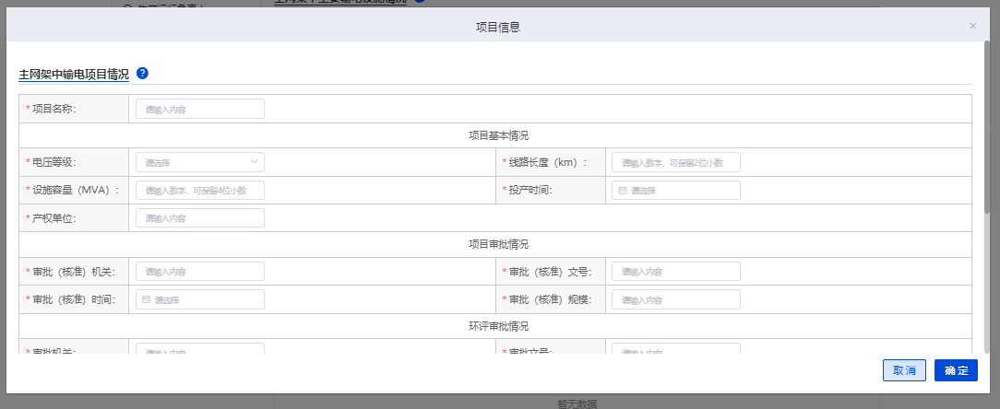 项目信息
主网架中输电项目情况 ?
* 项目名称: 请输入内容
项目基本情况
* 电压等级: 请选择 * 线路长度（km）: 请输入数字，可保留2位小数
* 设施容量（MVA）: 请输入数字，可保留4位小数 * 投产时间: 请选择
* 产权单位: 请输入内容
项目审批情况
* 审批（核准）机关: 请输入内容 * 审批（核准）文号: 请输入内容
* 审批（核准）时间: 请选择 * 审批（核准）规模: 请输入内容
环评审批情况
* 审批机关: 请输入内容 * 审批文号: 请输入内容
取消 确定
暂无数据